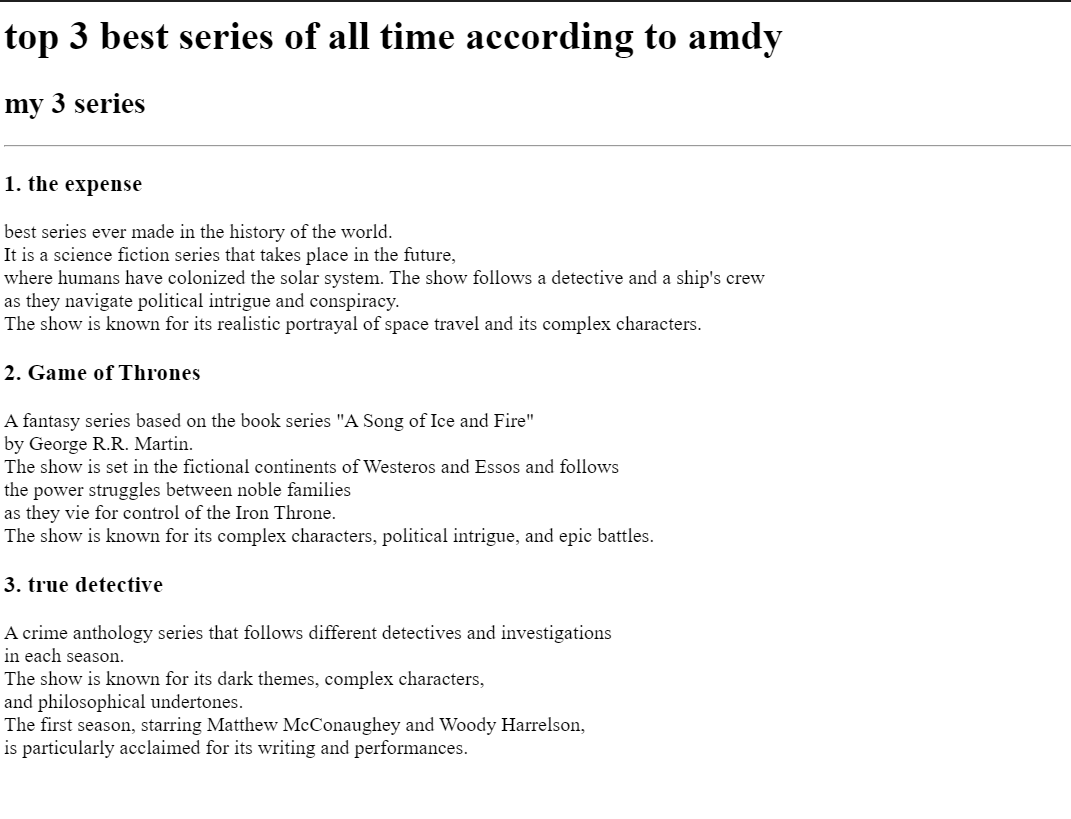 top 3 best series of all time according to amdy
my 3 series
1. the expense
best series ever made in the history of the world.
It is a science fiction series that takes place in the future,
where humans have colonized the solar system. The show follows a detective and a ship's crew
as they navigate political intrigue and conspiracy.
The show is known for its realistic portrayal of space travel and its complex characters.
2. Game of Thrones
A fantasy series based on the book series "A Song of Ice and Fire"
by George R.R. Martin.
The show is set in the fictional continents of Westeros and Essos and follows
the power struggles between noble families
as they vie for control of the Iron Throne.
The show is known for its complex characters, political intrigue, and epic battles.
3. true detective
A crime anthology series that follows different detectives and investigations
in each season.
The show is known for its dark themes, complex characters,
and philosophical undertones.
The first season, starring Matthew McConaughey and Woody Harrelson,
is particularly acclaimed for its writing and performances.